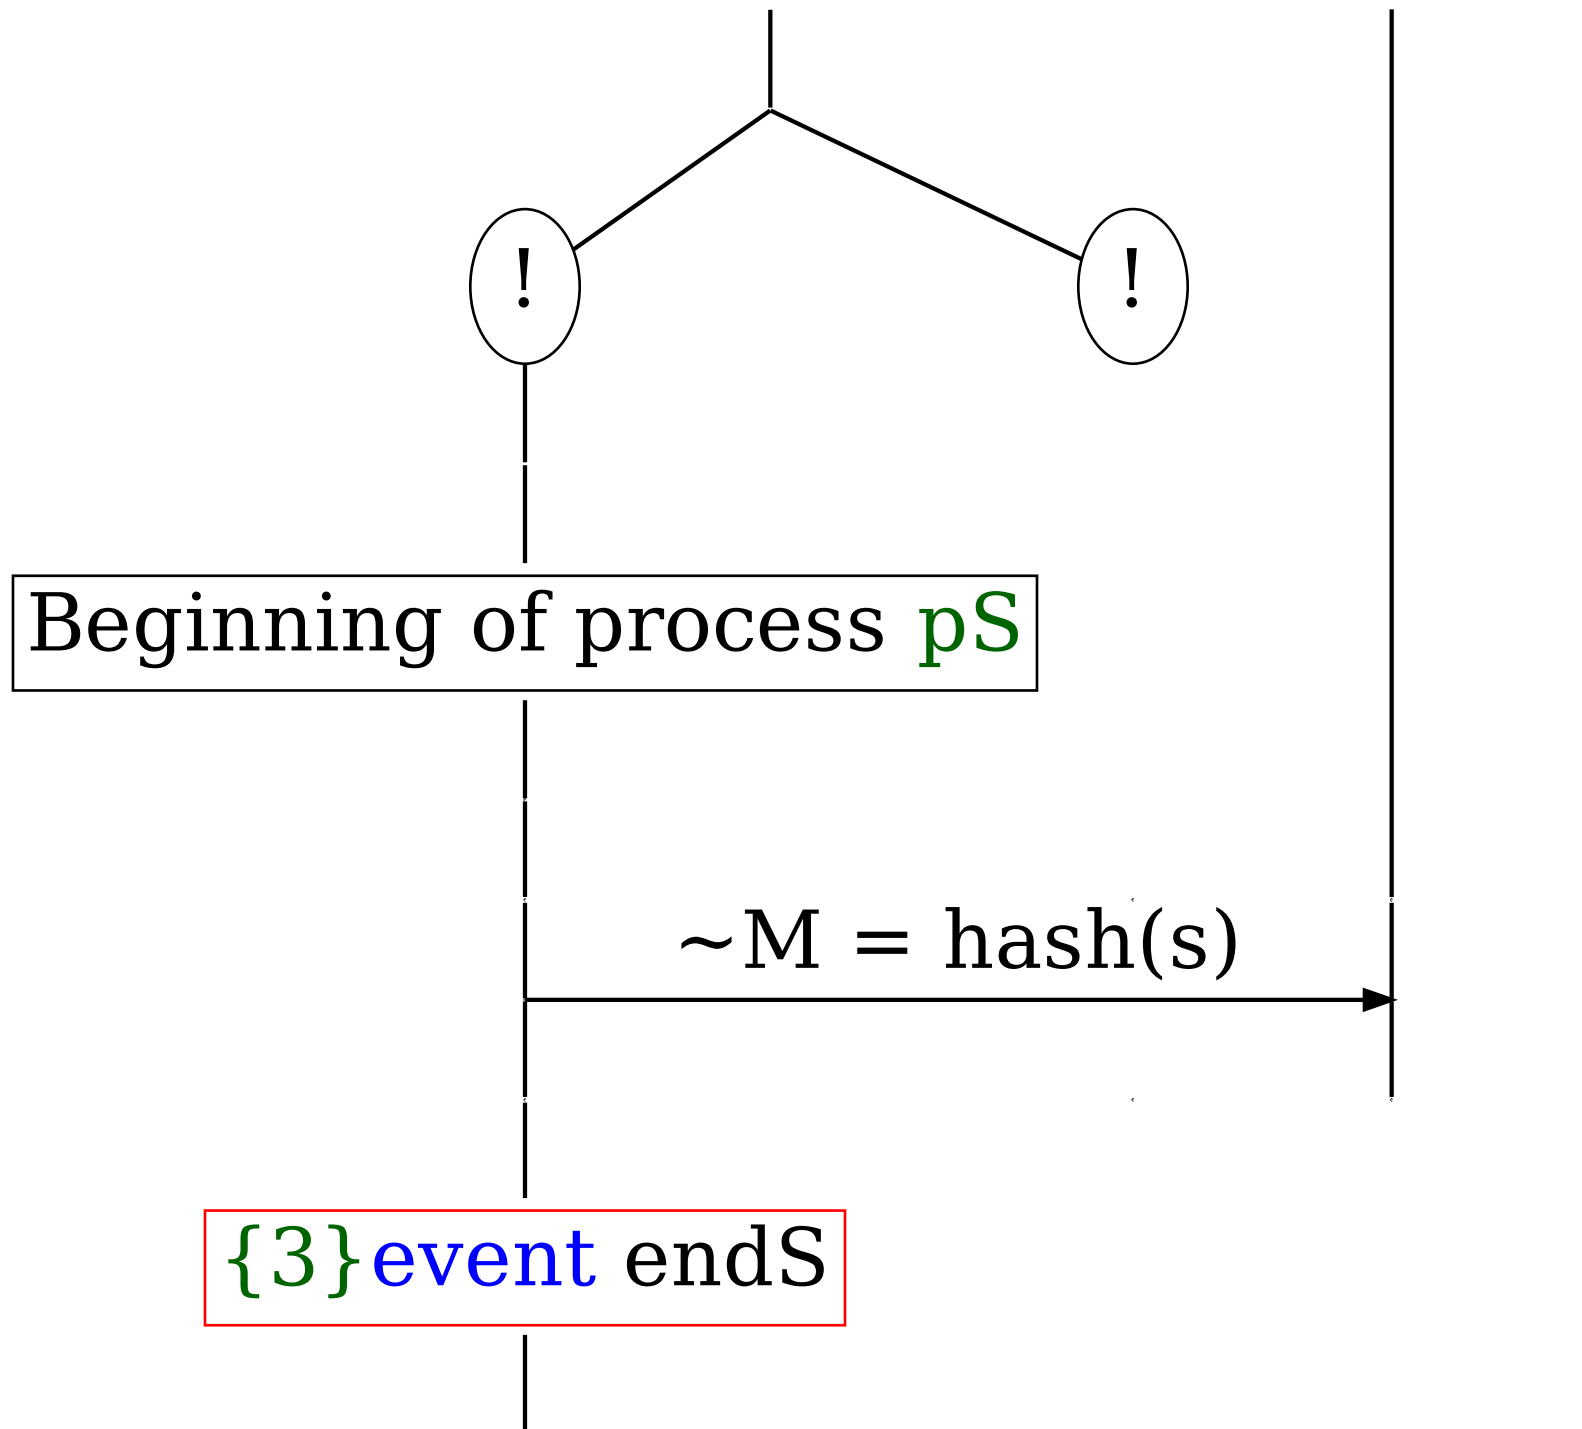 ! !
Beginning of process pS
~M = hash(s)
{3}event endS